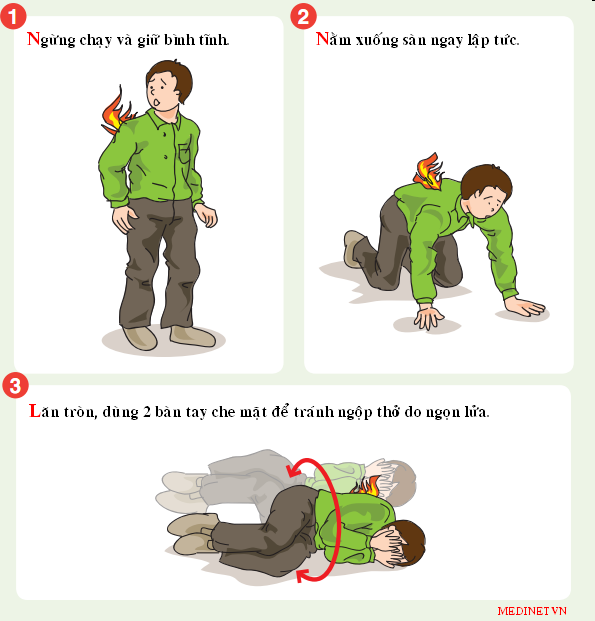 1
Ngừng chạy và giữ bình tĩnh.
2
Nằm xuống sàn ngay lập tức.
3
Lăn tròn, dùng 2 bàn tay che mặt để tránh ngộp thở do ngọn lửa.
MEDINET VN